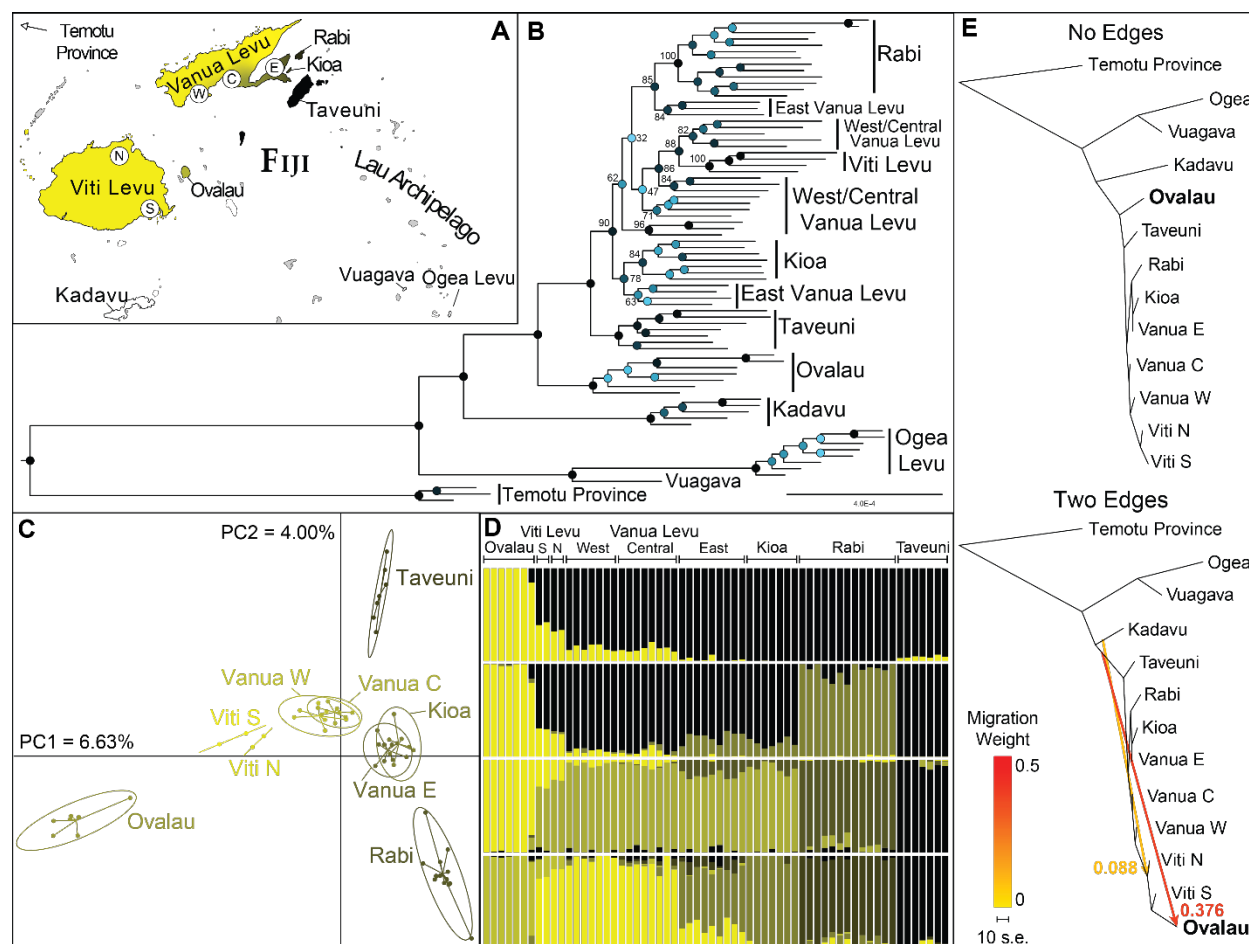 A
Temotu
Province
Vanua Levu
Rabi
Kioa
E
C
W
Taveuni
FIJI
N
Viti Levu
S
Ovalau
Lau Archipelago
Vuagava
Ogea Levu
Kadavu
B
Rabi
100
85
East Vanua Levu
84
32
82
West/Central
Vanua Levu
88
100
Viti Levu
86
84
62
47
West/Central
Vanua Levu
71
96
90
84
Kioa
78
East Vanua Levu
63
Taveuni
Ovalau
Kadavu
Ogea
Levu
Vuagava
Temotu Province
4.0E-4
C
PC2 = 4.00%
Taveuni
Vanua W
Vanua C
Kioa
Viti S
PC1 = 6.63%
Viti N
Vanua E
Ovalau
Rabi
D
Viti Levu
Vanua Levu
Ovalau
S
N
West
Central
East
Kioa
Rabi
Taveuni
E
No Edges
Temotu Province
Ogea
Vuagava
Kadavu
Ovalau
Taveuni
Rabi
Kioa
Vanua E
Vanua C
Vanua W
Viti N
Viti S
Two Edges
Temotu Province
Ogea
Vuagava
Kadavu
Taveuni
Rabi
Kioa
Vanua E
Vanua C
Vanua W
Viti N
Viti S
Ovalau
0.088
0.376
Migration
Weight
0.5
0
10 s.e.